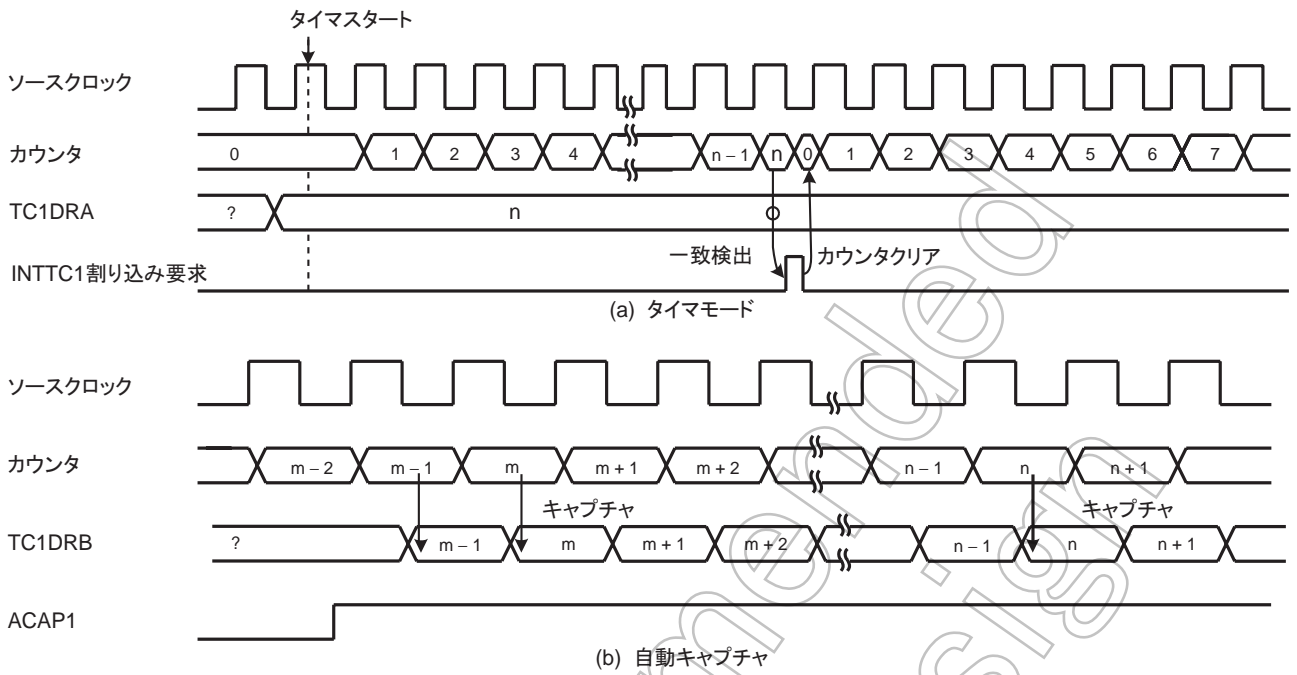 タイマスタート
ソースクロック
カウンタ 0 1 2 3 4 n – 1 n 0 1 2 3 4 5 6 7
TC1DRA ? n
一致検出 カウンタクリア
INTTC1割り込み要求
(a) タイマモード
ソースクロック
カウンタ m – 2 m – 1 m m + 1 m + 2 n – 1 n n + 1
キャプチャ キャプチャ
TC1DRB ? m – 1 m m + 1 m + 2 n – 1 n n + 1
ACAP1
(b) 自動キャプチャ
mended
sign